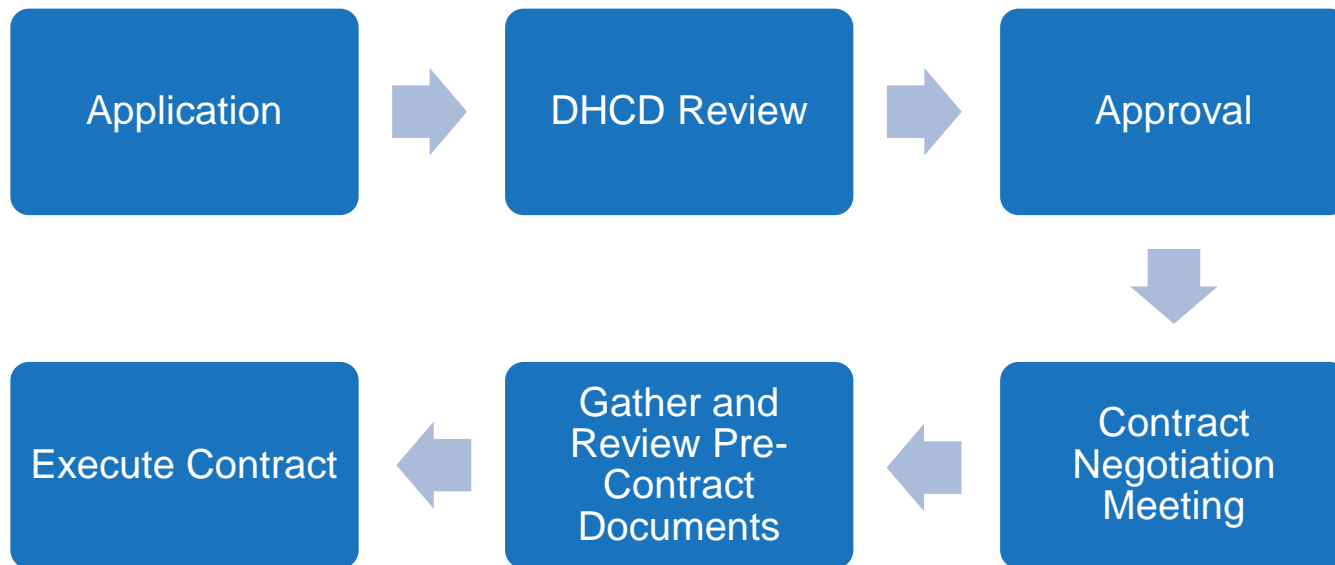 Application
DHCD Review
Approval
Contract
Negotiation
Meeting
Gather and
Review Pre-
Contract
Documents
Execute Contract